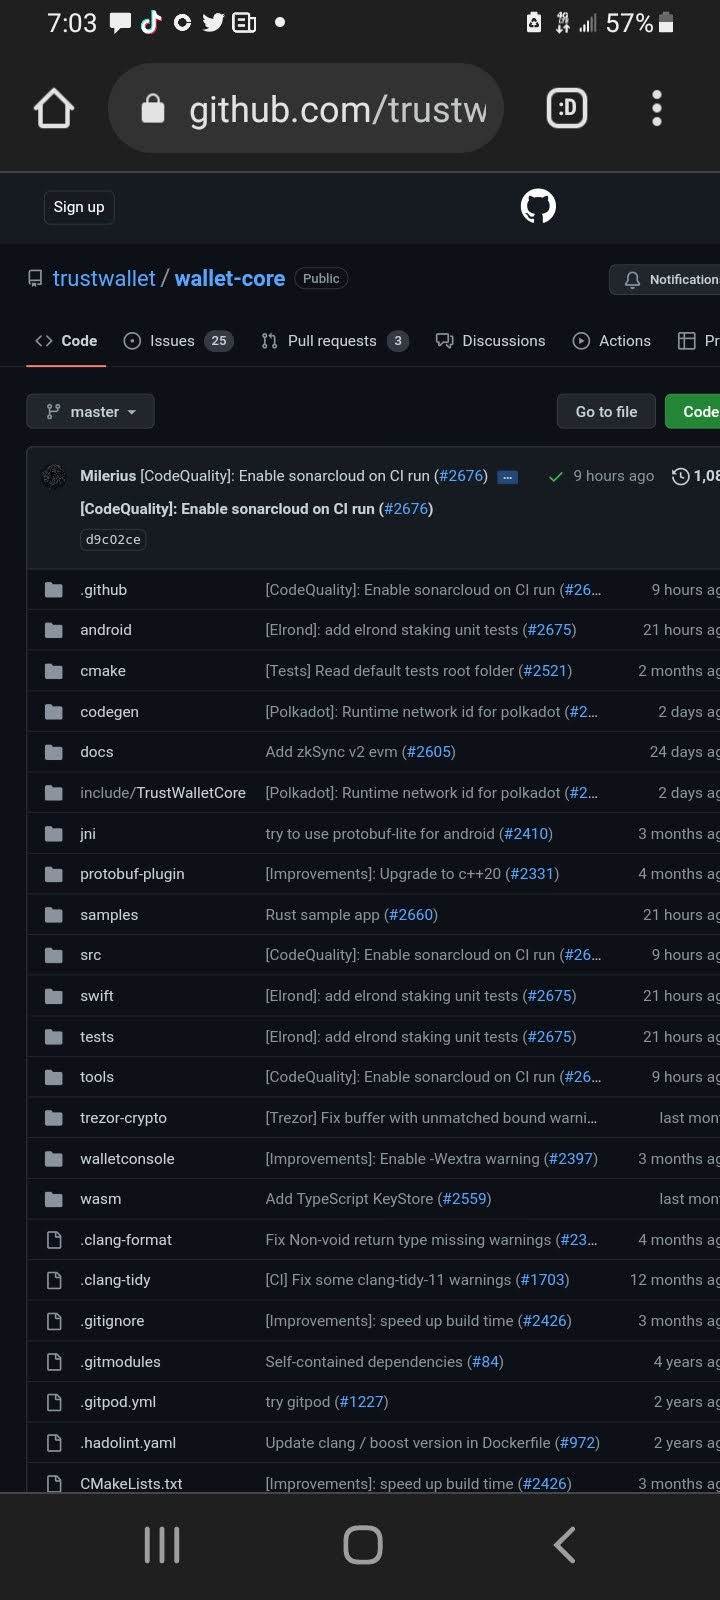 7:03 57%
github.com/trustw
:D
Sign up
trustwallet / wallet-core Public Notification
Code Issues 25 Pull requests 3 Discussions Actions Pr
master Go to file Code
Milerius [CodeQuality]: Enable sonarcloud on CI run (#2676) ... 9 hours ago 1,08
[CodeQuality]: Enable sonarcloud on CI run (#2676)
d9c02ce
.github [CodeQuality]: Enable sonarcloud on CI run (#26... 9 hours ag
android [Elrond]: add elrond staking unit tests (#2675) 21 hours ag
cmake [Tests] Read default tests root folder (#2521) 2 months ag
codegen [Polkadot]: Runtime network id for polkadot (#2... 2 days ag
docs Add zkSync v2 evm (#2605) 24 days ag
include/TrustWalletCore [Polkadot]: Runtime network id for polkadot (#2... 2 days ag
jni try to use protobuf-lite for android (#2410) 3 months ag
protobuf-plugin [Improvements]: Upgrade to c++20 (#2331) 4 months ag
samples Rust sample app (#2660) 21 hours ag
src [CodeQuality]: Enable sonarcloud on CI run (#26... 9 hours ag
swift [Elrond]: add elrond staking unit tests (#2675) 21 hours ag
tests [Elrond]: add elrond staking unit tests (#2675) 21 hours ag
tools [CodeQuality]: Enable sonarcloud on CI run (#26... 9 hours ag
trezor-crypto [Trezor] Fix buffer with unmatched bound warni... last mon
walletconsole [Improvements]: Enable -Wextra warning (#2397) 3 months ag
wasm Add TypeScript KeyStore (#2559) last mon
.clang-format Fix Non-void return type missing warnings (#23... 4 months ag
.clang-tidy [CI] Fix some clang-tidy-11 warnings (#1703) 12 months ag
.gitignore [Improvements]: speed up build time (#2426) 3 months ag
.gitmodules Self-contained dependencies (#84) 4 years ag
.gitpod.yml try gitpod (#1227) 2 years ag
.hadolint.yaml Update clang / boost version in Dockerfile (#972) 2 years ag
CMakeLists.txt [Improvements]: speed up build time (#2426) 3 months ag